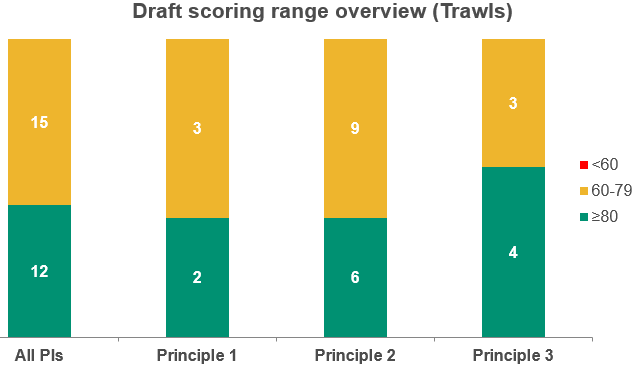 Draft scoring range overview (Trawls)
15
3
9
3
12
2
6
4
<60
60-79
≥80
All PIs
Principle 1
Principle 2
Principle 3